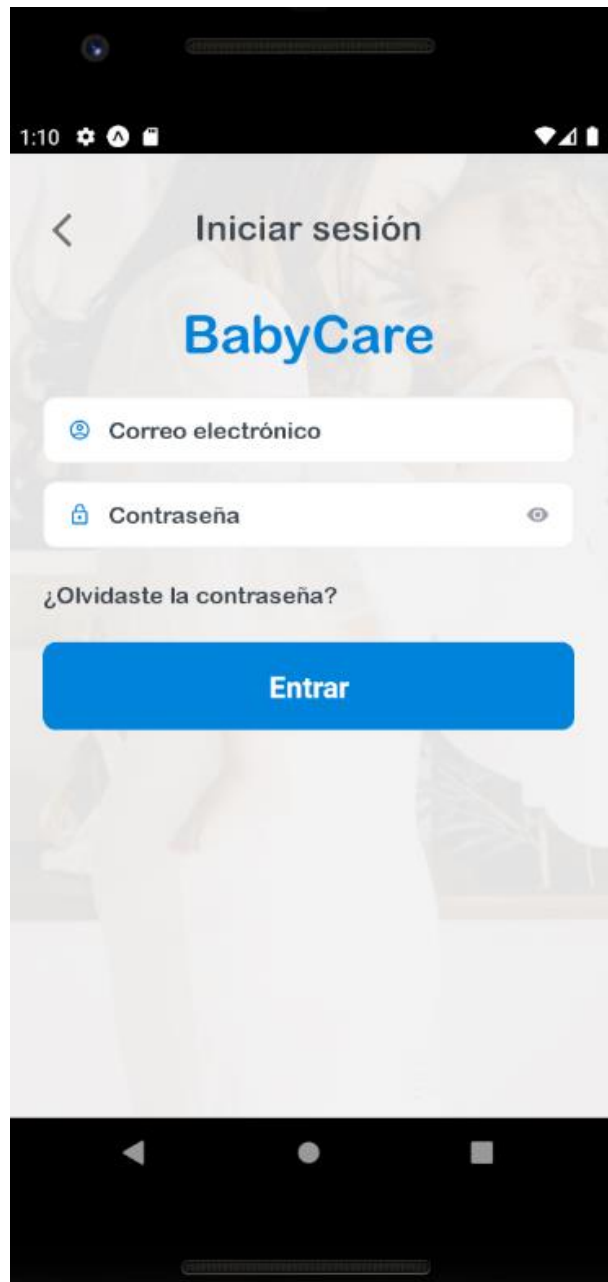 1:10
Iniciar sesión
BabyCare
Correo electrónico
Contraseña
¿Olvidaste la contraseña?
Entrar